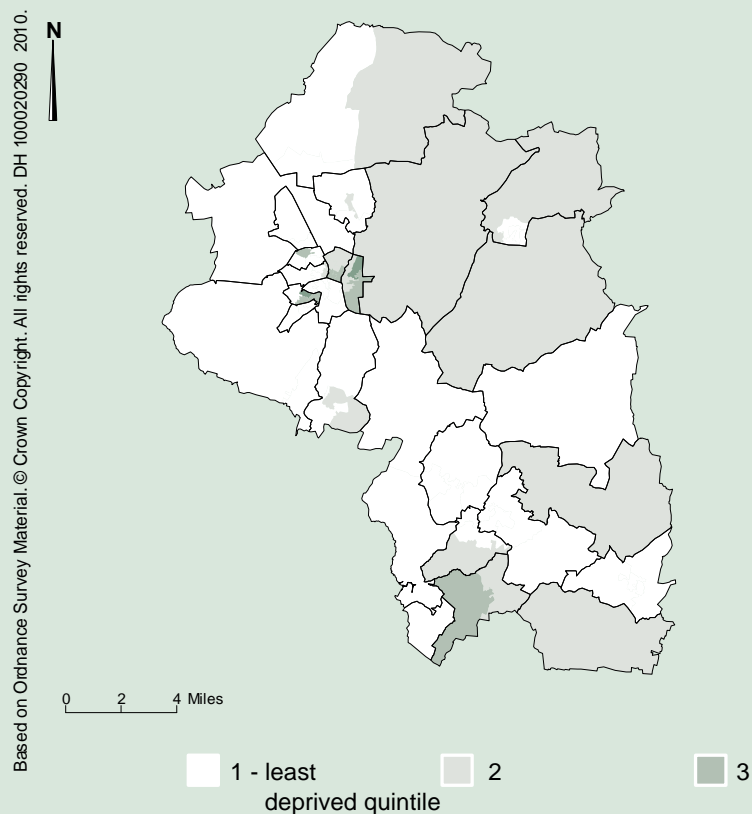 Based on Ordnance Survey Material. © Crown Copyright. All rights reserved. DH 100020290 2010.
N
0 2 4 Miles
1 - least
deprived quintile
2
3